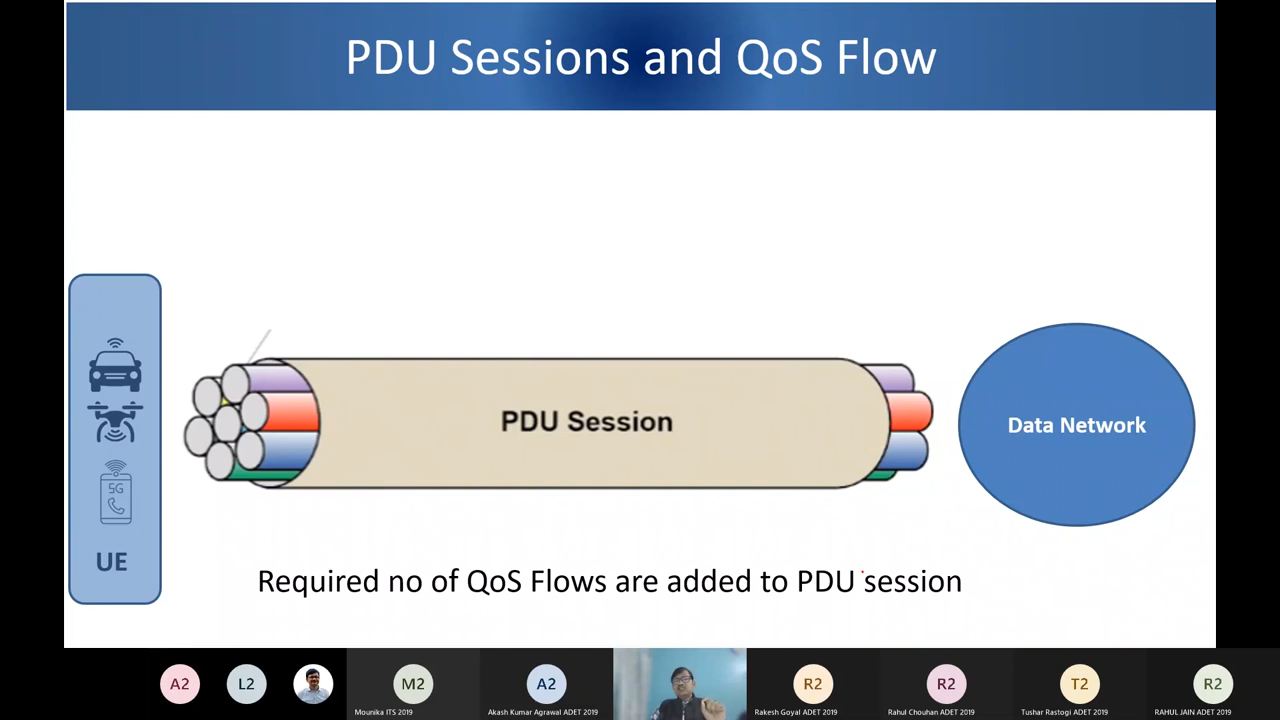 PDU Sessions and QoS Flow
5G
UE
PDU Session
Data Network
Required no of QoS Flows are added to PDU session
A2
L2
M2
Mounika ITS 2019
A2
Akash Kumar Agrawal ADET 2019
R2
Rakesh Goyal ADET 2019
R2
Rahul Chouhan ADET 2019
T2
Tushar Rastogi ADET 2019
R2
RAHUL JAIN ADET 2019